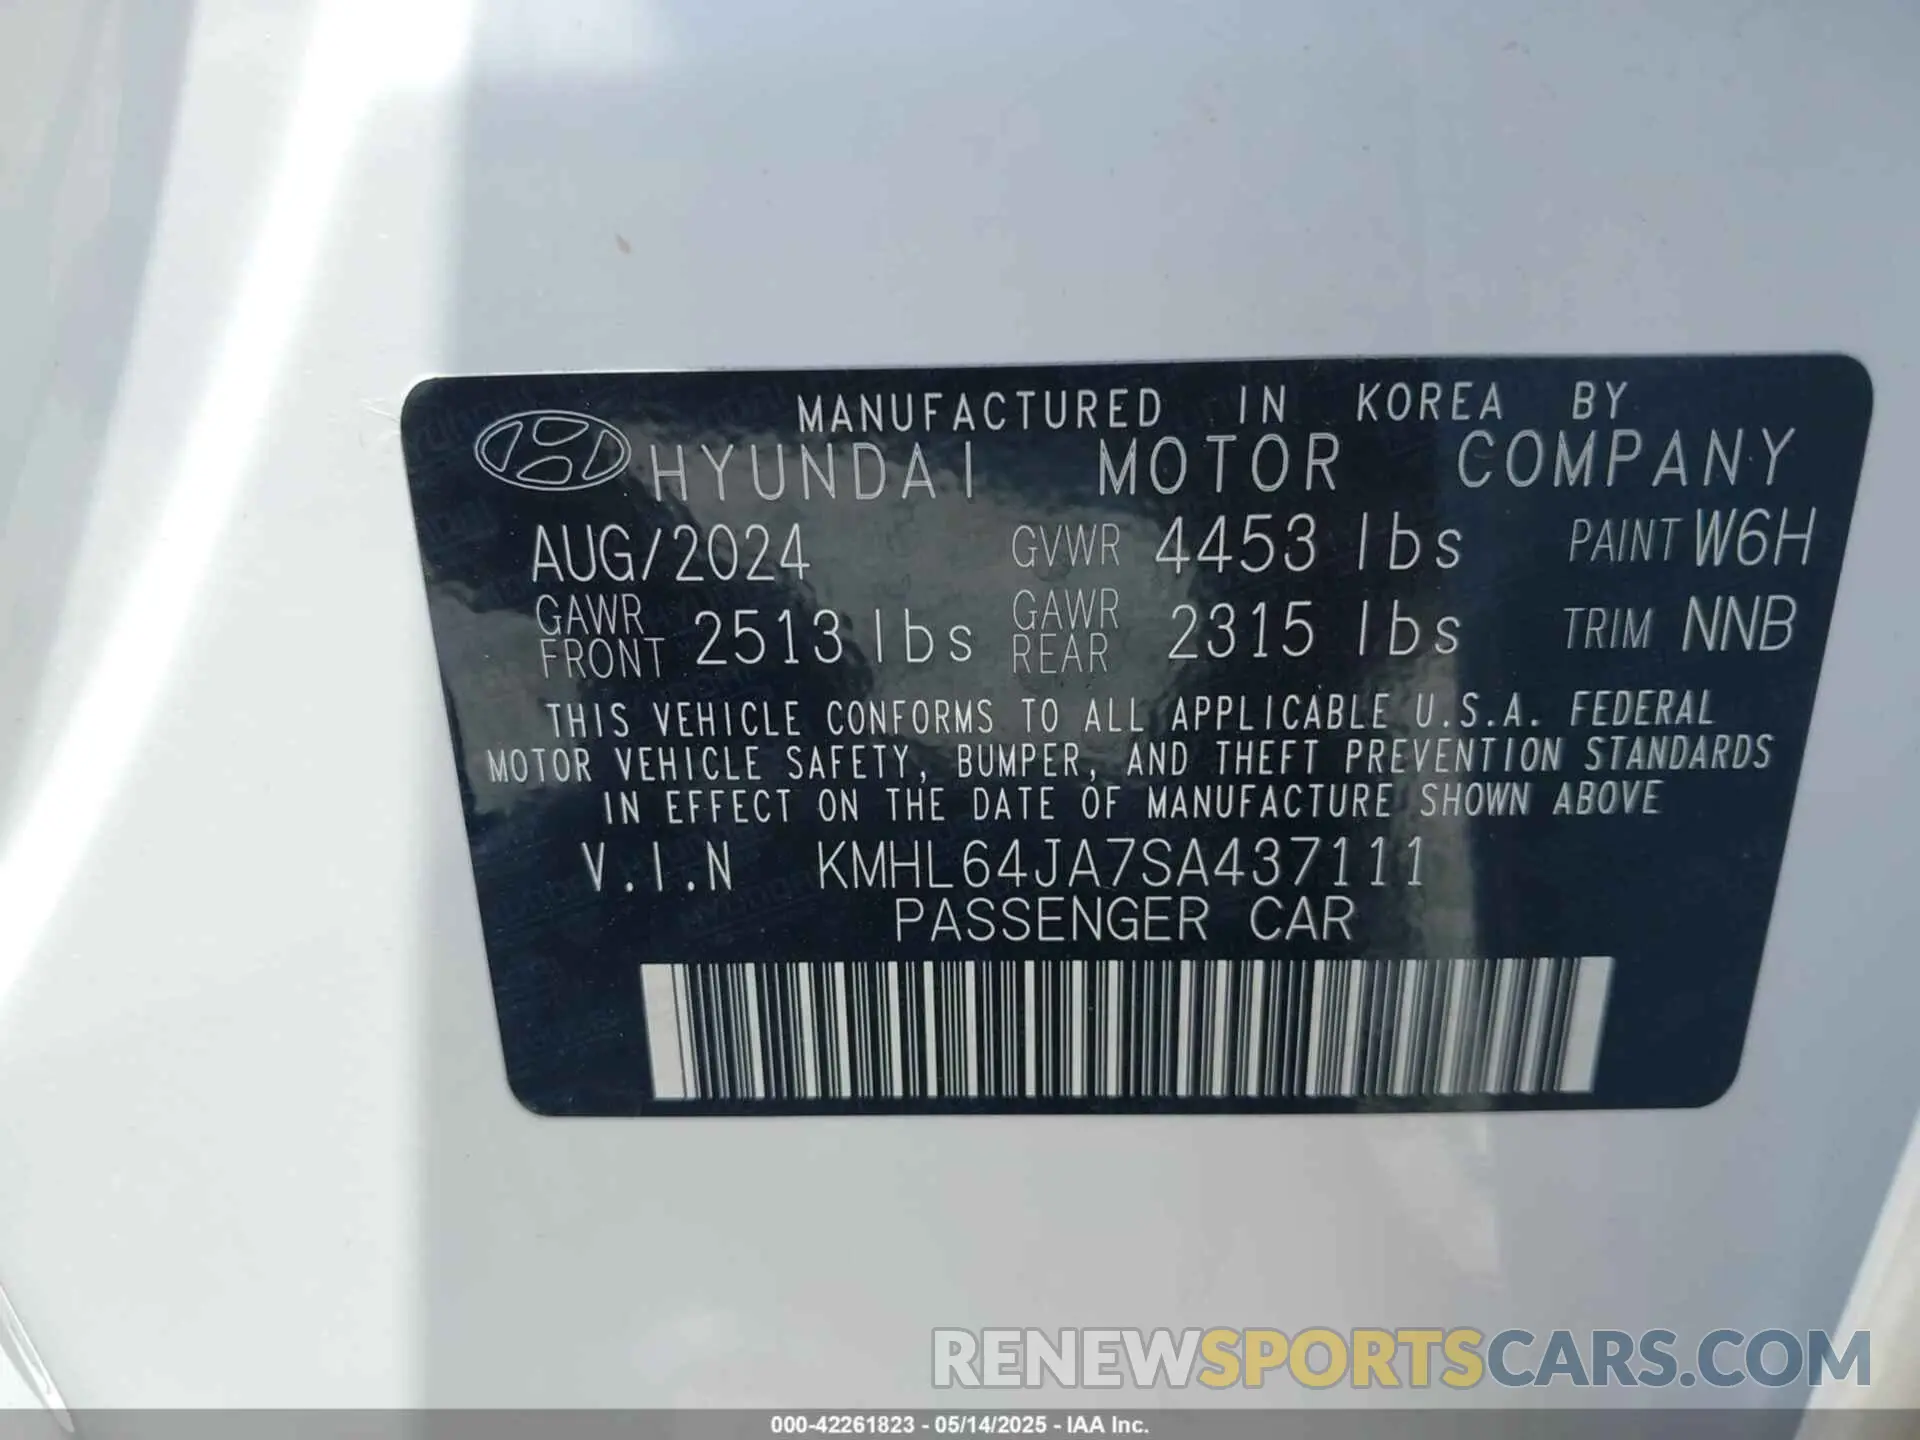 MANUFACTURED IN KOREA BY
HYUNDAI MOTOR COMPANY
AUG/2024 GVWR 4453 lbs PAINT W6H
GAWR FRONT 2513 lbs GAWR REAR 2315 lbs TRIM NNB
THIS VEHICLE CONFORMS TO ALL APPLICABLE U.S.A. FEDERAL
MOTOR VEHICLE SAFETY, BUMPER, AND THEFT PREVENTION STANDARDS
IN EFFECT ON THE DATE OF MANUFACTURE SHOWN ABOVE
V.I.N KMHL64JA7SA437111
PASSENGER CAR
RENEWSPORTSCARS.COM
000-42261823 - 05/14/2025 - IAA Inc.